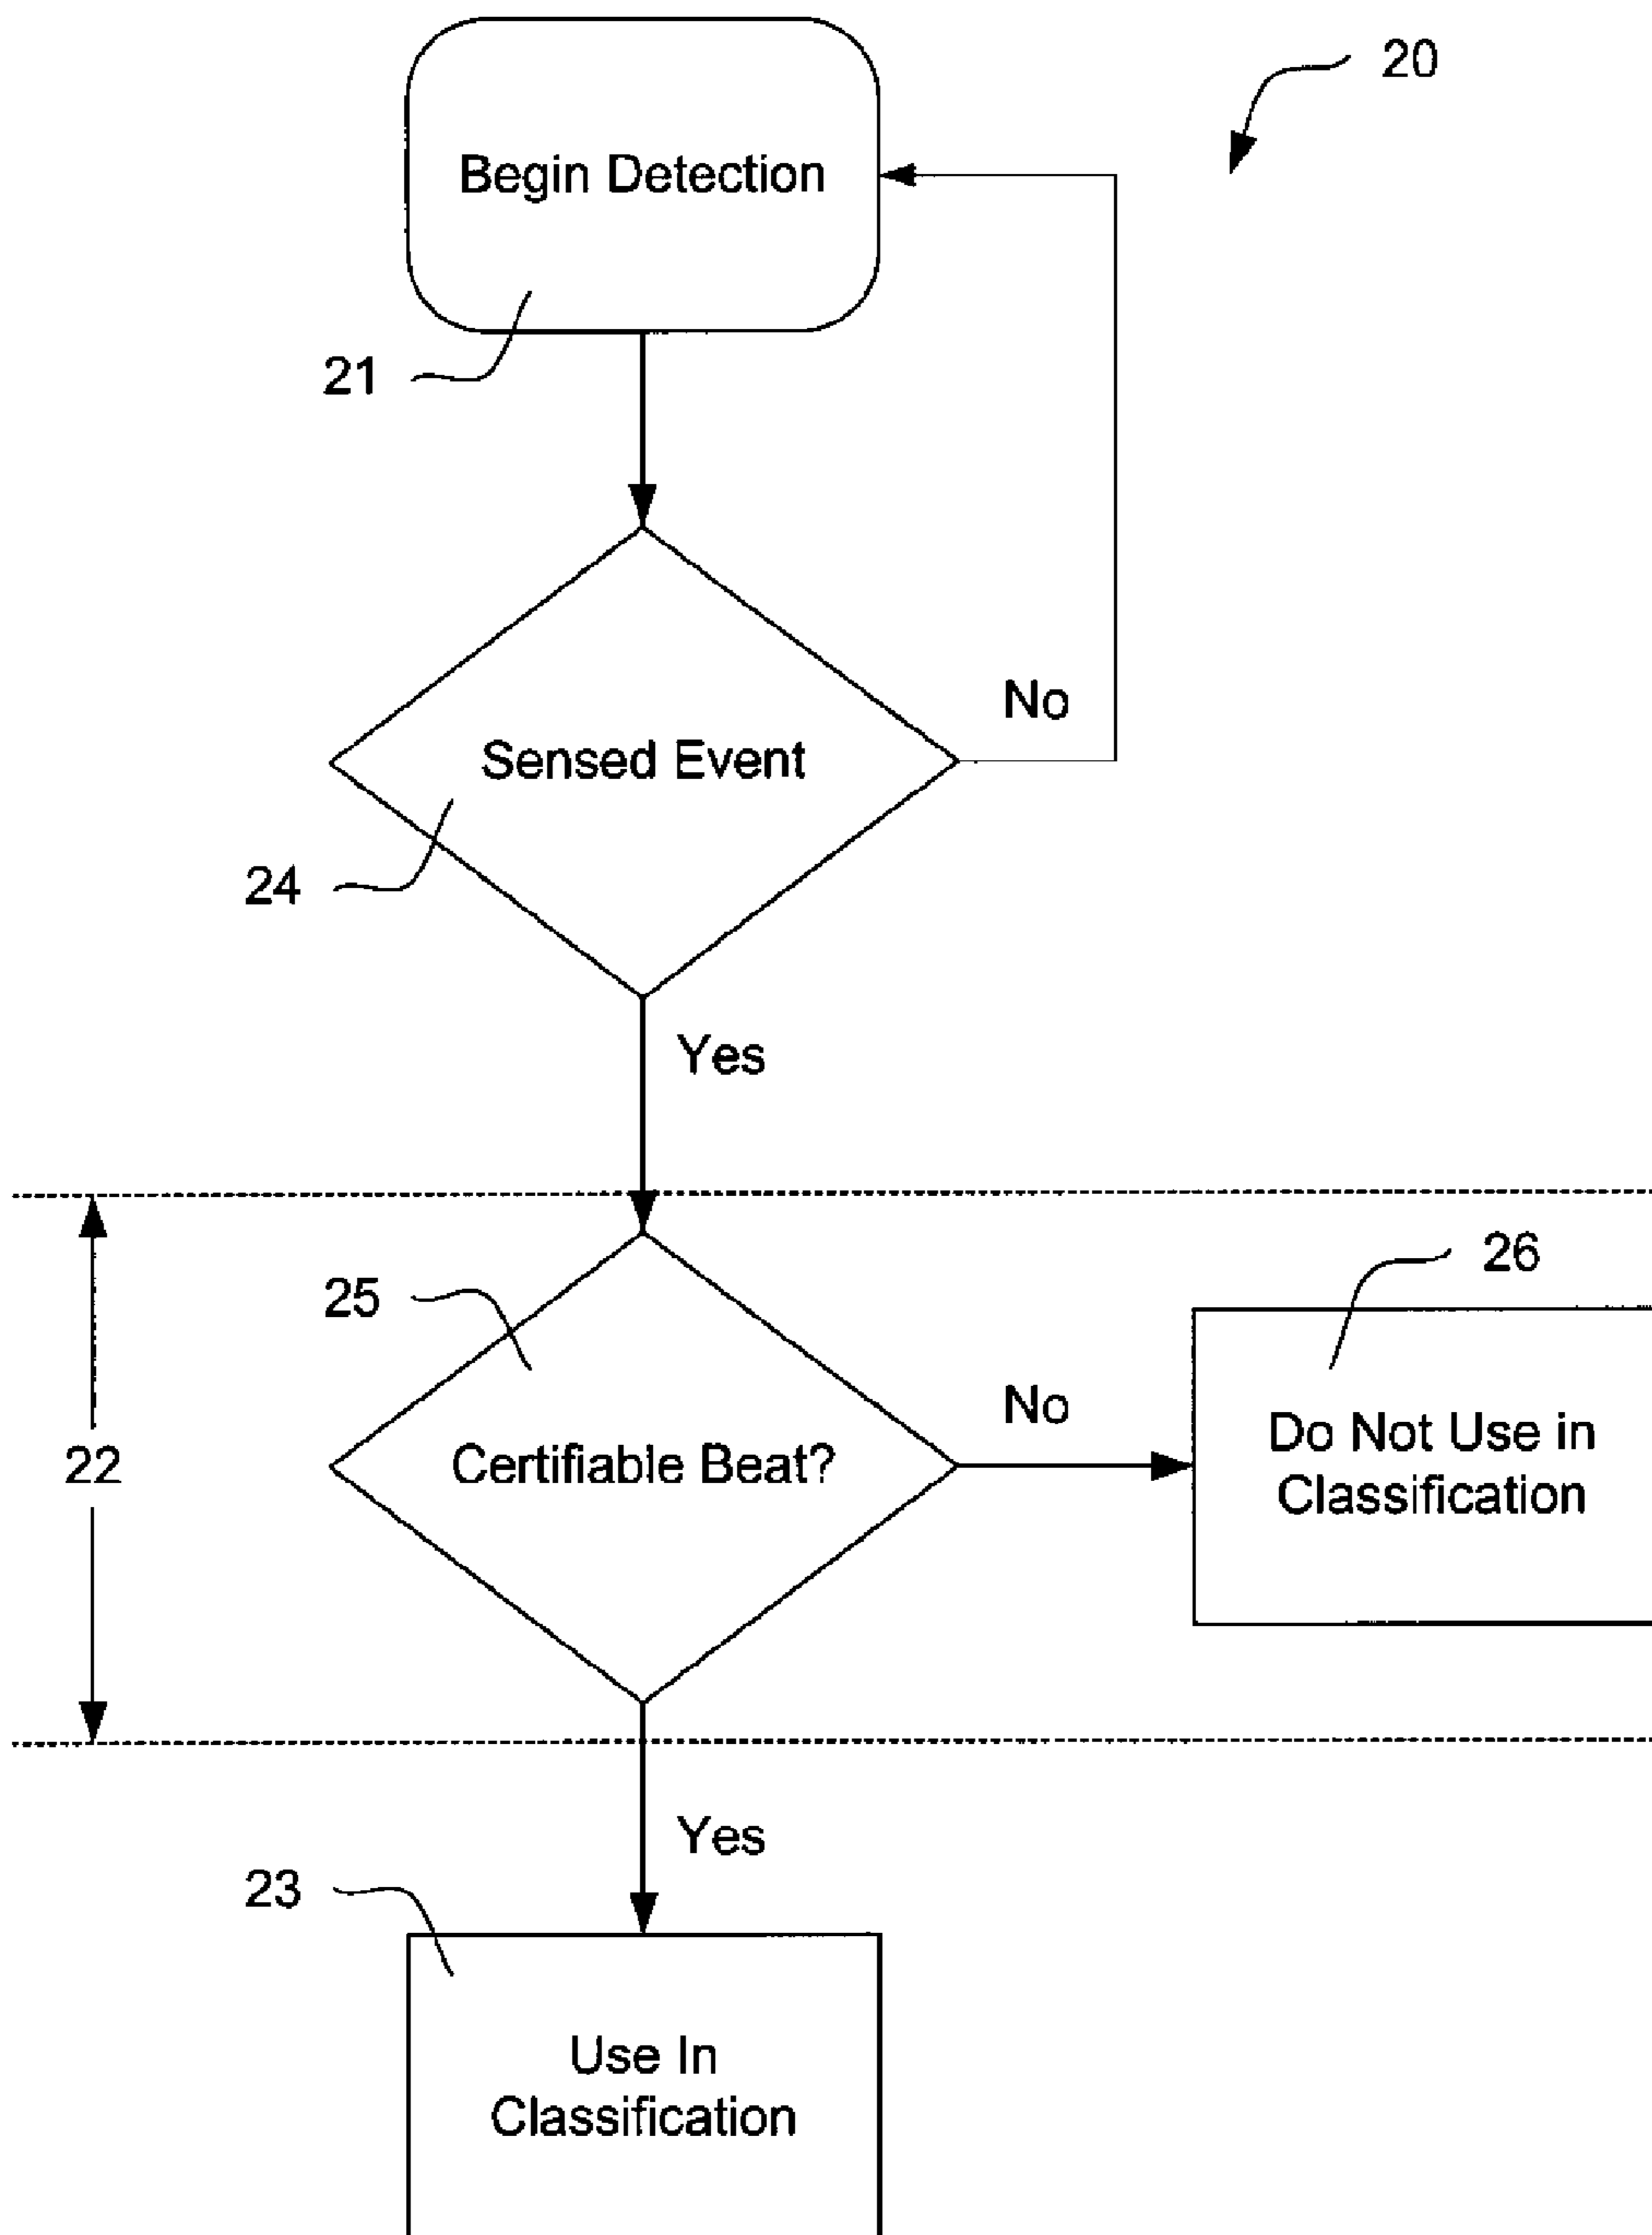 20
Begin Detection
21
No
Sensed Event
24
Yes
26
25
No
Do Not Use in
Classification
22
Certifiable Beat?
Yes
23
Use In
Classification